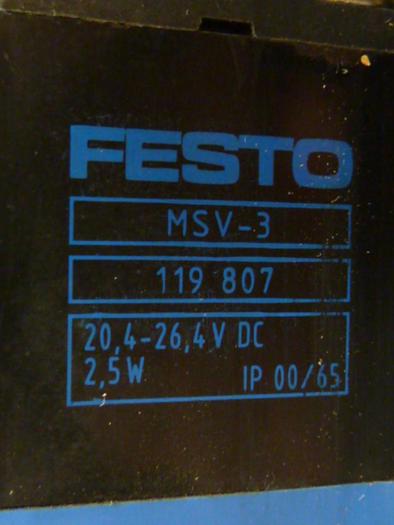 FESTO
MSV-3
119 807
20,4-26,4 V DC
2,5 W IP 00/65